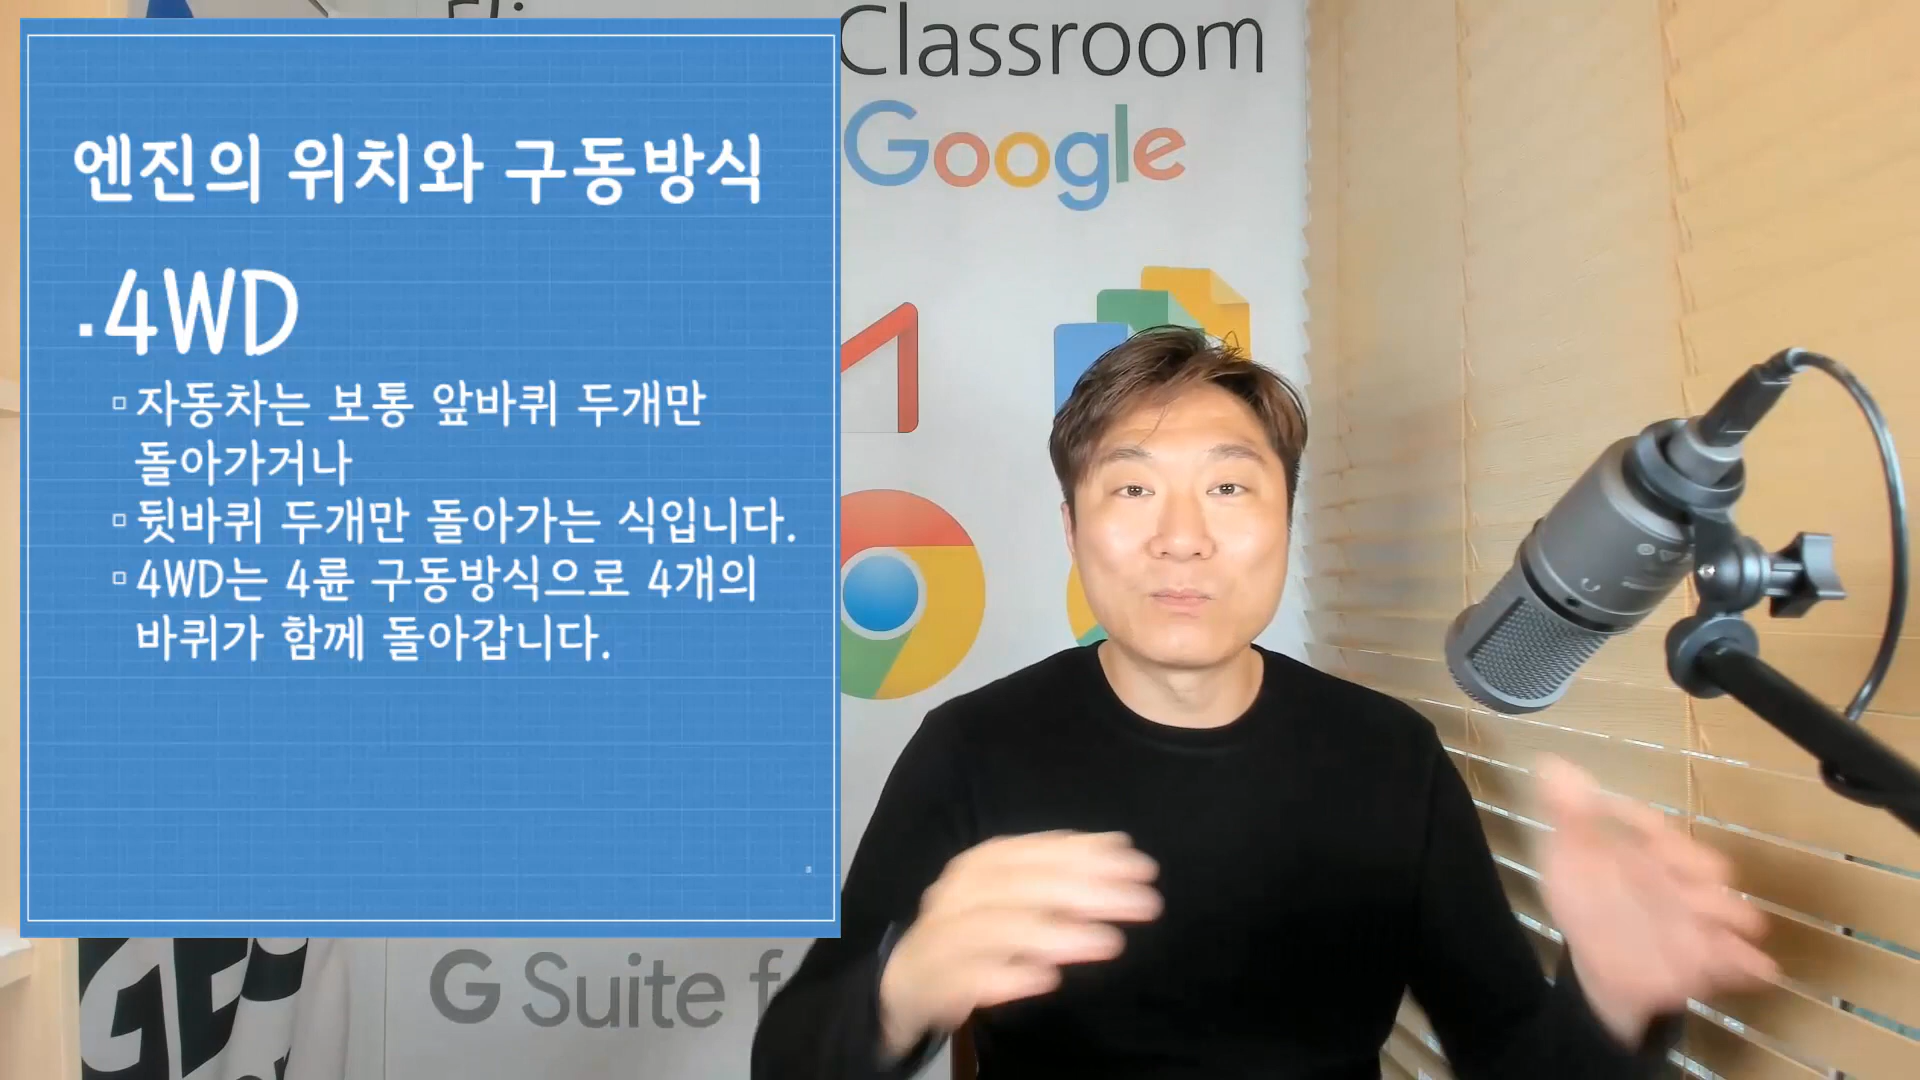 엔진의 위치와 구동방식
.4WD
▫자동차는 보통 앞바퀴 두개만
돌아가거나
▫뒷바퀴 두개만 돌아가는 식입니다.
▫4WD는 4륜 구동방식으로 4개의
바퀴가 함께 돌아갑니다.
Classroom
Google
G Suite f